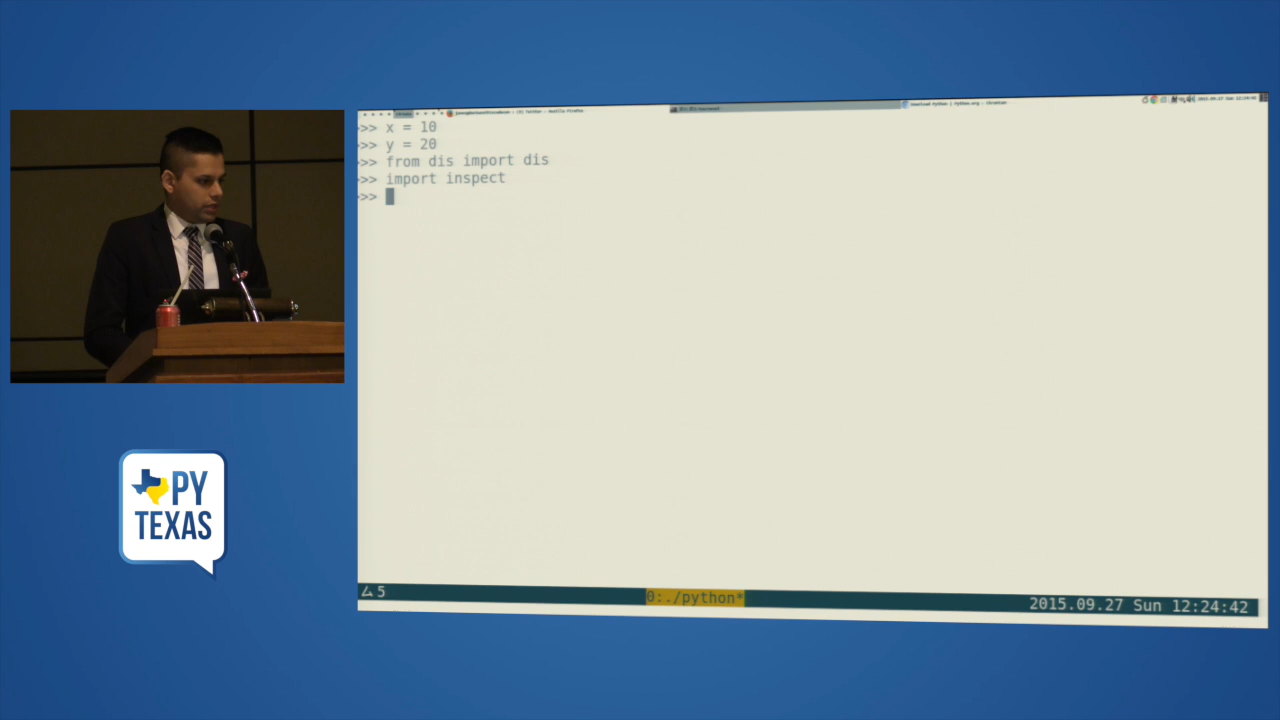 >>> x = 10
>>> y = 20
>>> from dis import dis
>>> import inspect
>>>
5
0:./python*
2015.09.27 Sun 12:24:42
PY
TEXAS